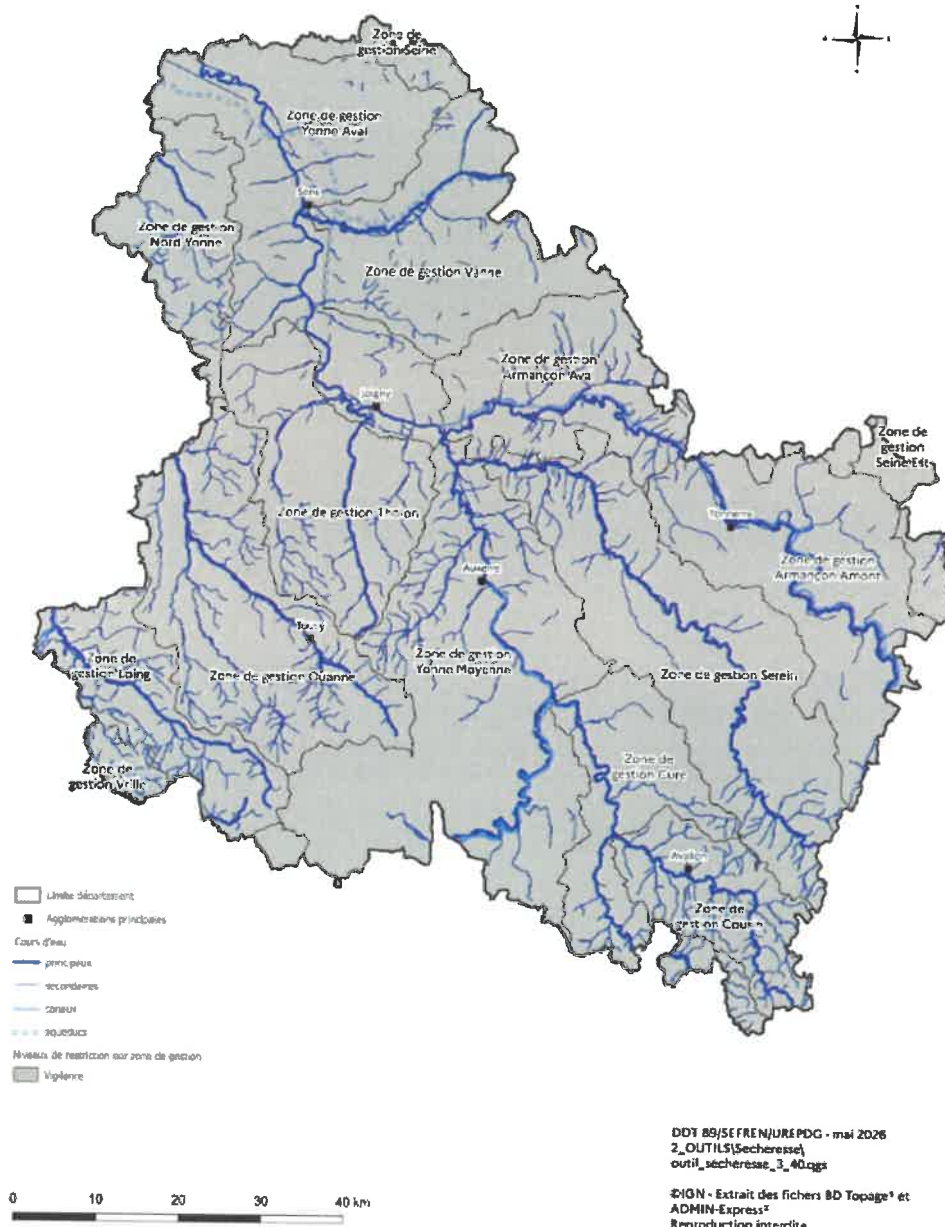 Zone de
gestion Seine
Zone de gestion
Yonne Aval
Sens
Zone de gestion
Nord Yonne
Zone de gestion Vanne
Zone de gestion
Armançon Ava
Joigny
Zone de
gestion
Seine Est
Zone de gestion Tholon
Tonnerre
Zone de gestion
Armançon Amont
Auxerre
Toucy
Zone de
gestion Loing
Zone de gestion Ouanne
Zone de gestion
Yonne Moyenne
Zone de gestion Serein
Zone de
gestion Vrille
Zone de
gestion Cure
Avallon
Zone de
gestion Cousin
Limite département
Agglomérations principales
Cours d'eau
principaux
secondaires
canaux
aqueducs
Niveaux de restriction sur zone de gestion
Vigilance
DDT 89/SEFREN/UREPDG - mai 2026
2_OUTILS\Secheresse\
outil_secheresse_3_40.qgs
©IGN - Extrait des fichers BD Topage¹ et
ADMIN-Express²
Reproduction interdite
0 10 20 30 40 km